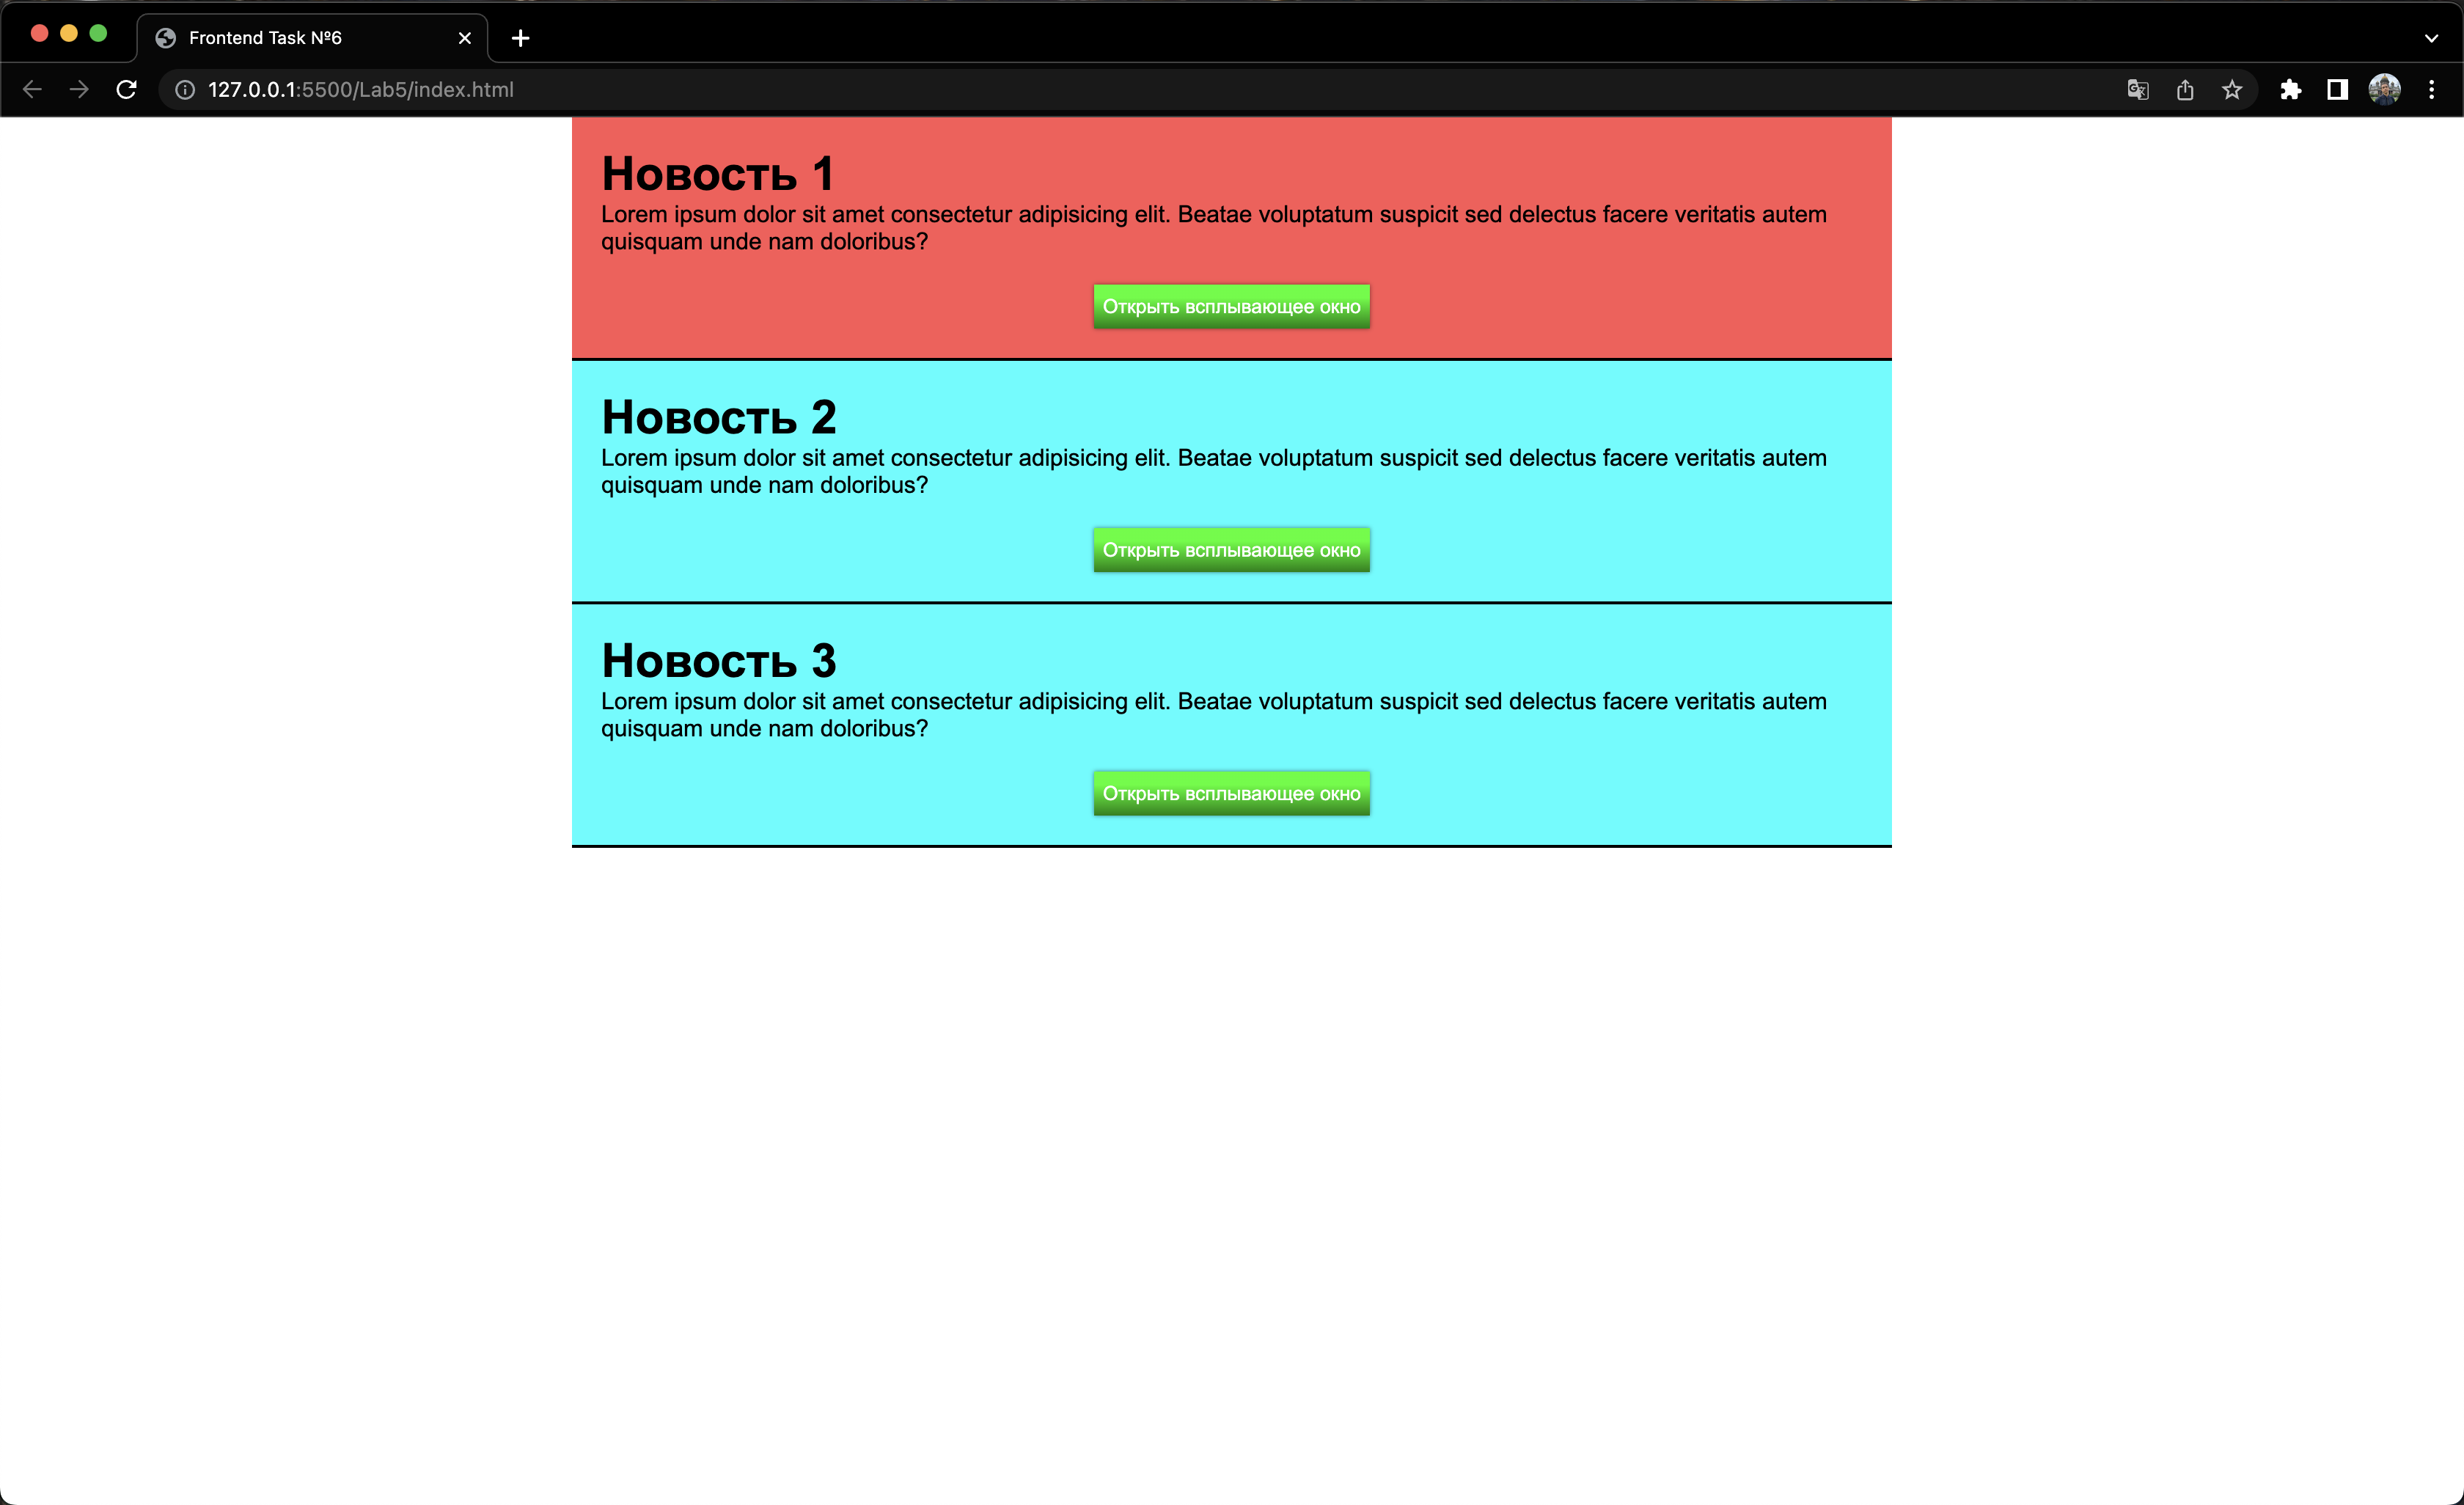 Frontend Task №6
127.0.0.1:5500/Lab5/index.html
Новость 1
Lorem ipsum dolor sit amet consectetur adipisicing elit. Beatae voluptatum suspicit sed delectus facere veritatis autem
quisquam unde nam doloribus?
Открыть всплывающее окно
Новость 2
Lorem ipsum dolor sit amet consectetur adipisicing elit. Beatae voluptatum suspicit sed delectus facere veritatis autem
quisquam unde nam doloribus?
Открыть всплывающее окно
Новость 3
Lorem ipsum dolor sit amet consectetur adipisicing elit. Beatae voluptatum suspicit sed delectus facere veritatis autem
quisquam unde nam doloribus?
Открыть всплывающее окно